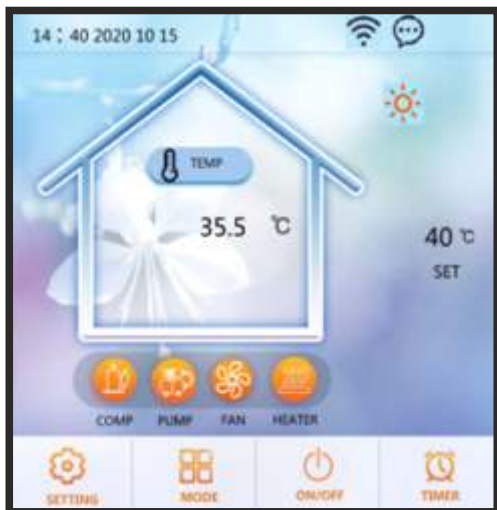 14 : 40 2020 10 15
TEMP
35.5 ℃
40 ℃
SET
COMP PUMP FAN HEATER
SETTING MODE ON/OFF TIMER